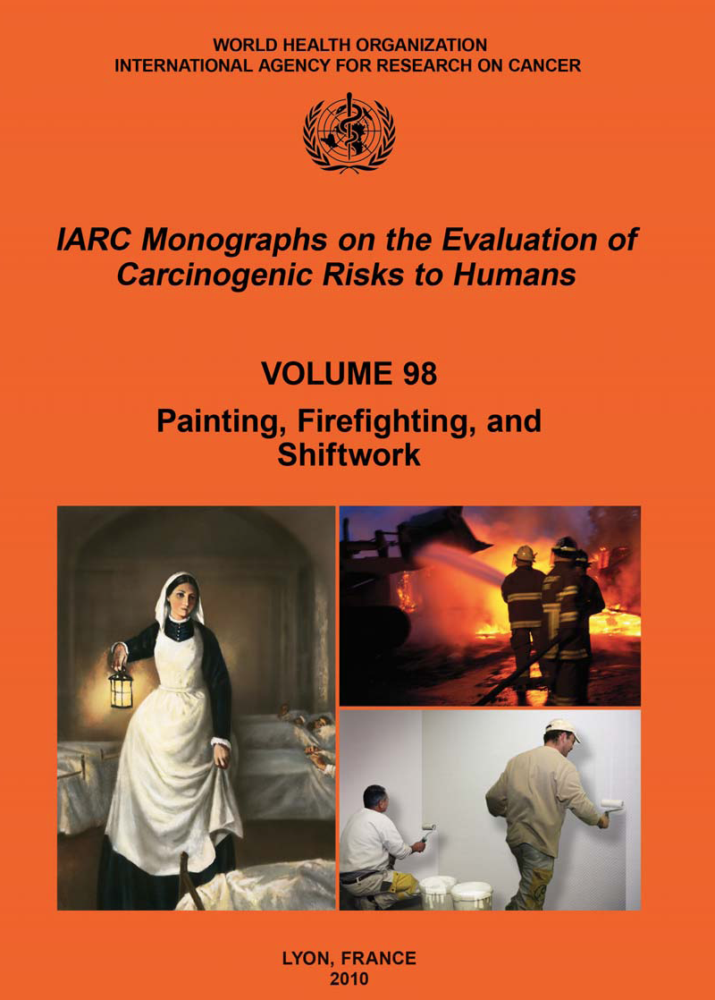 WORLD HEALTH ORGANIZATION
INTERNATIONAL AGENCY FOR RESEARCH ON CANCER
IARC Monographs on the Evaluation of
Carcinogenic Risks to Humans
VOLUME 98
Painting, Firefighting, and
Shiftwork
LYON, FRANCE
2010